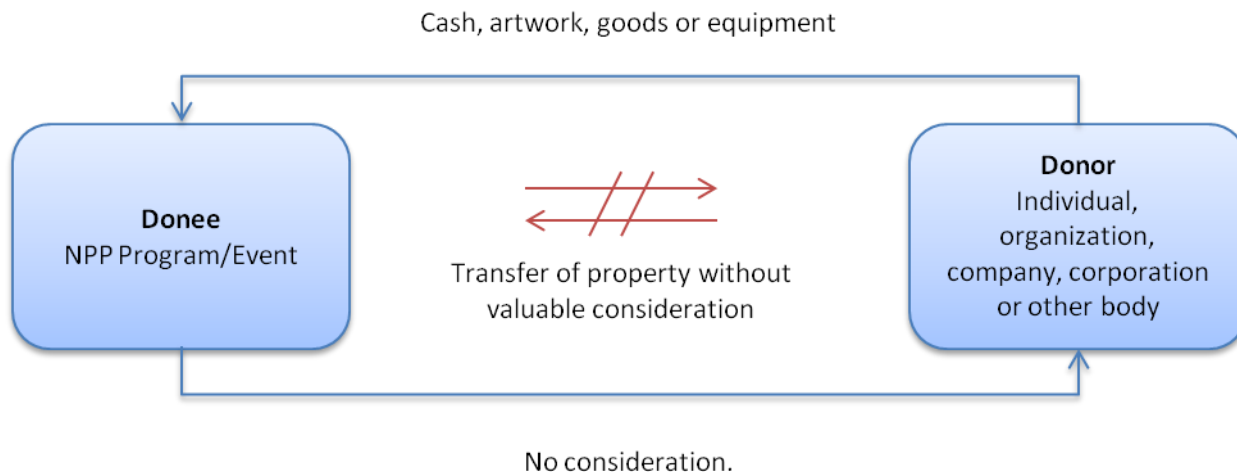 Cash, artwork, goods or equipment
Donee
NPP Program/Event
Transfer of property without
valuable consideration
Donor
Individual,
organization,
company, corporation
or other body
No consideration.